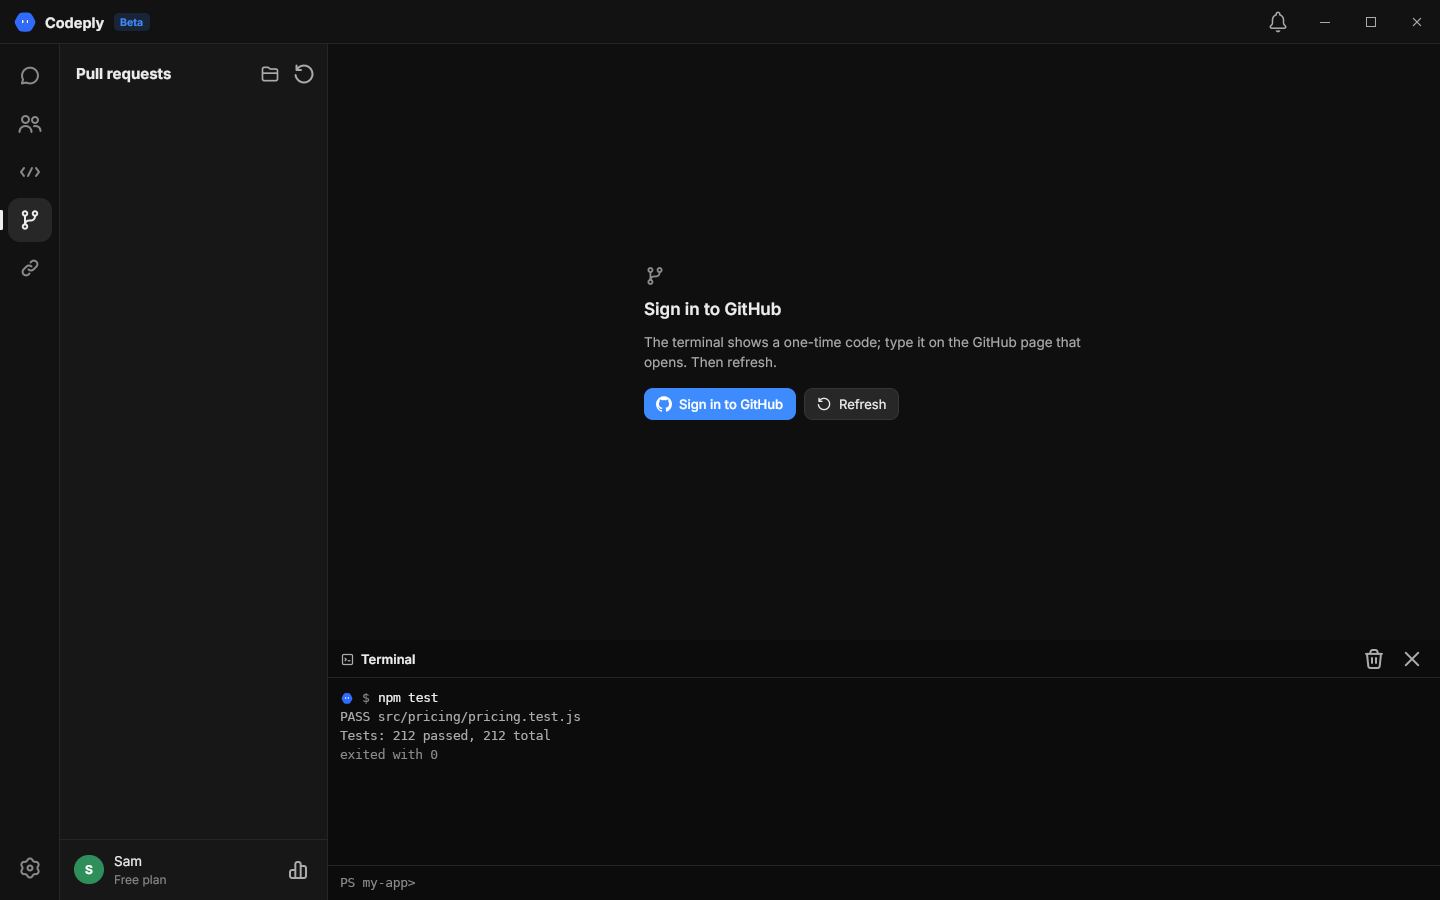 Codeply Beta
Pull requests
Sign in to GitHub
The terminal shows a one-time code; type it on the GitHub page that
opens. Then refresh.
Sign in to GitHub Refresh
Terminal
$ npm test
PASS src/pricing/pricing.test.js
Tests: 212 passed, 212 total
exited with 0
S Sam
Free plan
PS my-app>